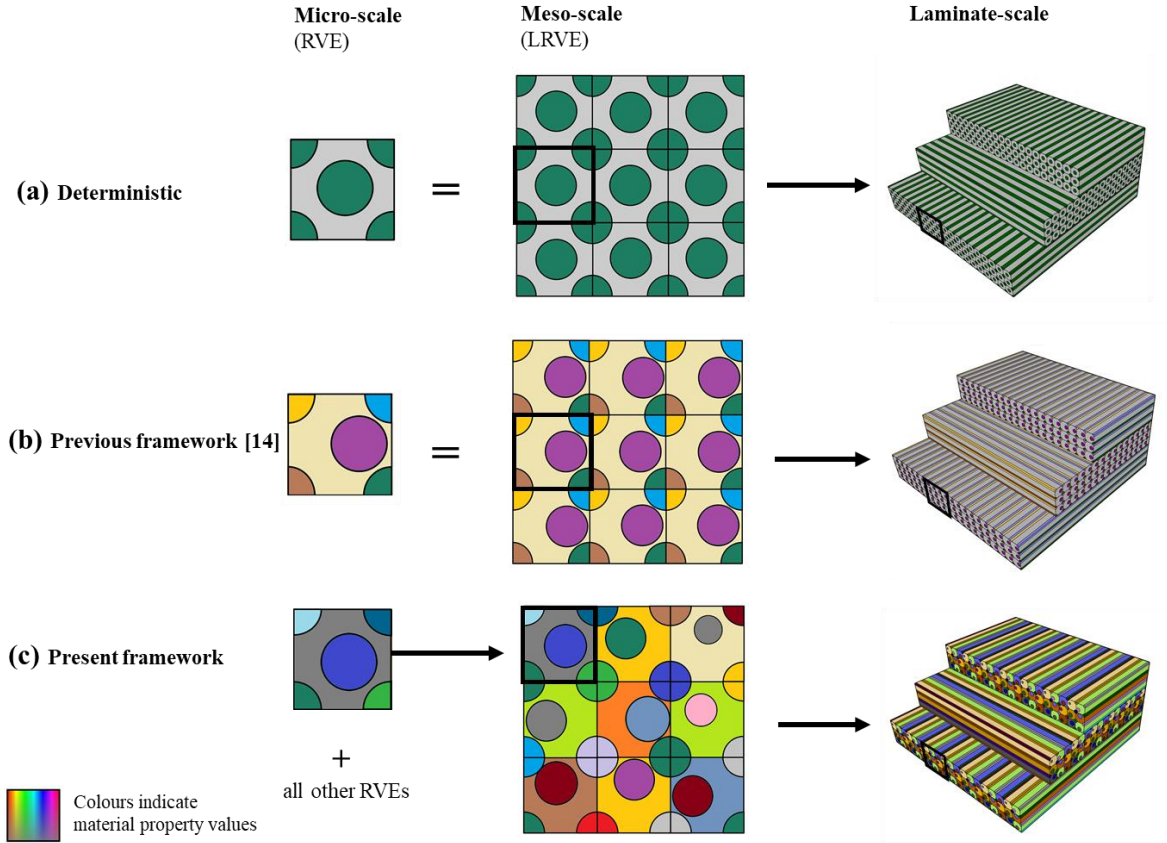 Micro-scale
(RVE)
Meso-scale
(LRVE)
Laminate-scale
(a) Deterministic
=
(b) Previous framework [14]
=
(c) Present framework
+
all other RVEs
Colours indicate
material property values